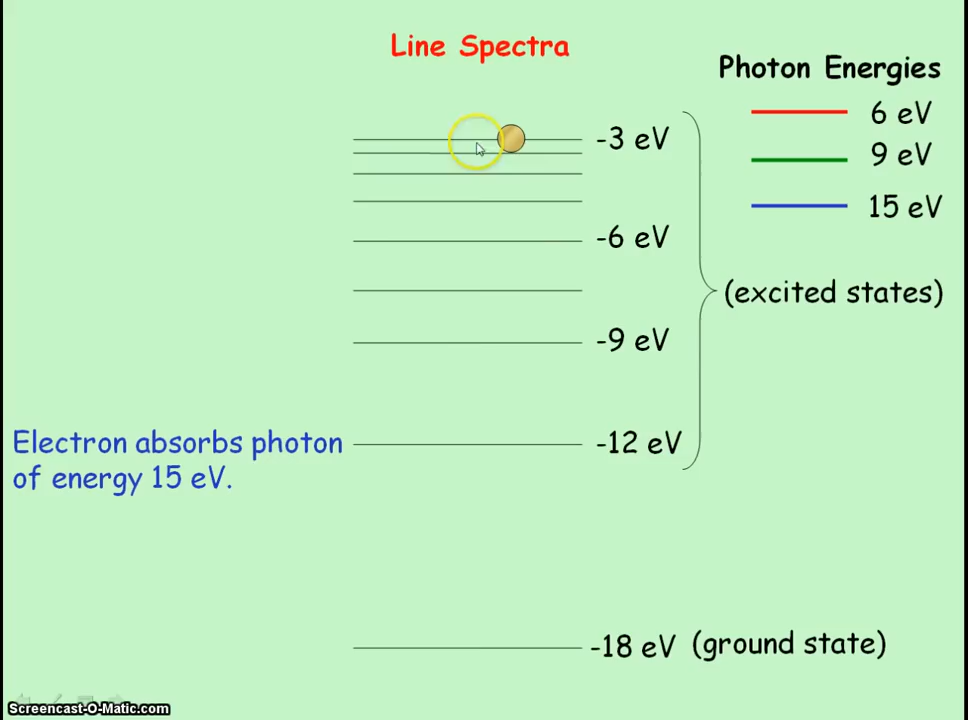 Line Spectra
Photon Energies
6 eV
9 eV
15 eV
-3 eV
-6 eV
(excited states)
-9 eV
Electron absorbs photon
of energy 15 eV.
-12 eV
-18 eV (ground state)
Screencast-O-Matic.com